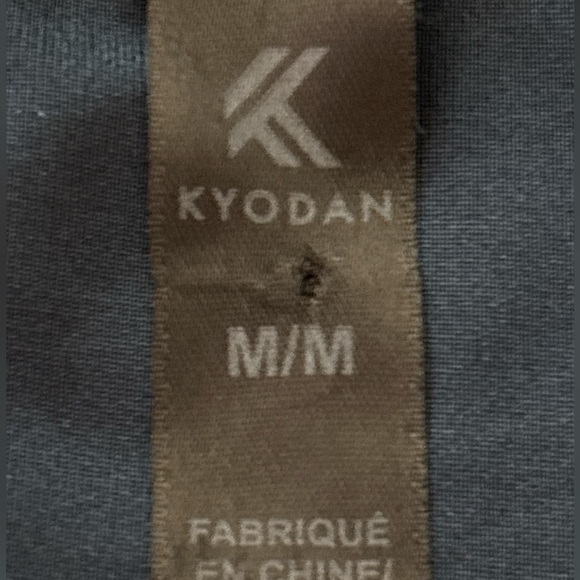 KYODAN
M/M
FABRIQUÉ
EN CHINE/